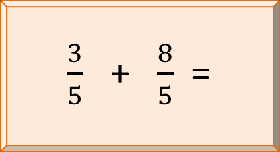 3/5 + 8/5 =